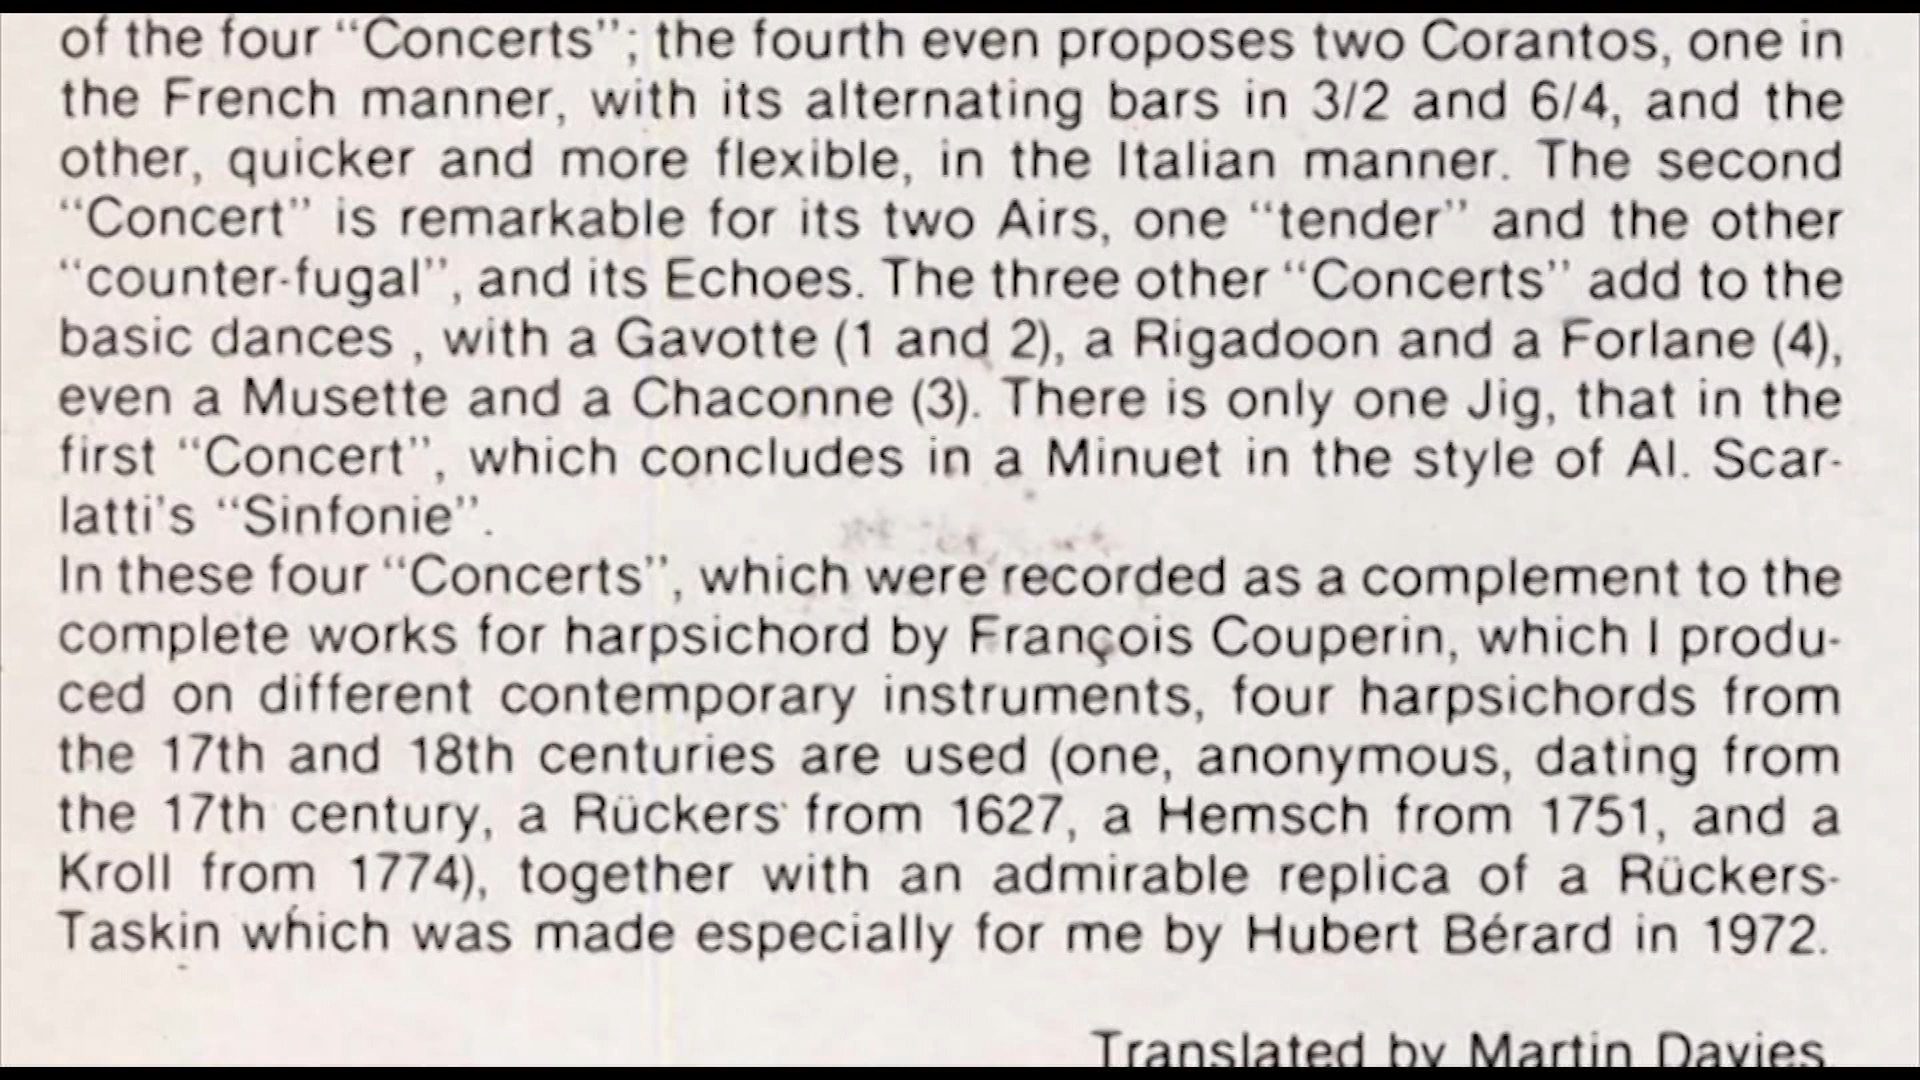 of the four “Concerts”; the fourth even proposes two Corantos, one in
the French manner, with its alternating bars in 3/2 and 6/4, and the
other, quicker and more flexible, in the Italian manner. The second
“Concert” is remarkable for its two Airs, one “tender” and the other
“counter-fugal”, and its Echoes. The three other “Concerts” add to the
basic dances , with a Gavotte (1 and 2), a Rigadoon and a Forlane (4),
even a Musette and a Chaconne (3). There is only one Jig, that in the
first “Concert”, which concludes in a Minuet in the style of Al. Scar-
latti's “Sinfonie”.
In these four “Concerts”, which were recorded as a complement to the
complete works for harpsichord by François Couperin, which I produ-
ced on different contemporary instruments, four harpsichords from
the 17th and 18th centuries are used (one, anonymous, dating from
the 17th century, a Rückers from 1627, a Hemsch from 1751, and a
Kroll from 1774), together with an admirable replica of a Rückers-
Taskin which was made especially for me by Hubert Bérard in 1972.
Translated by Martin Davies